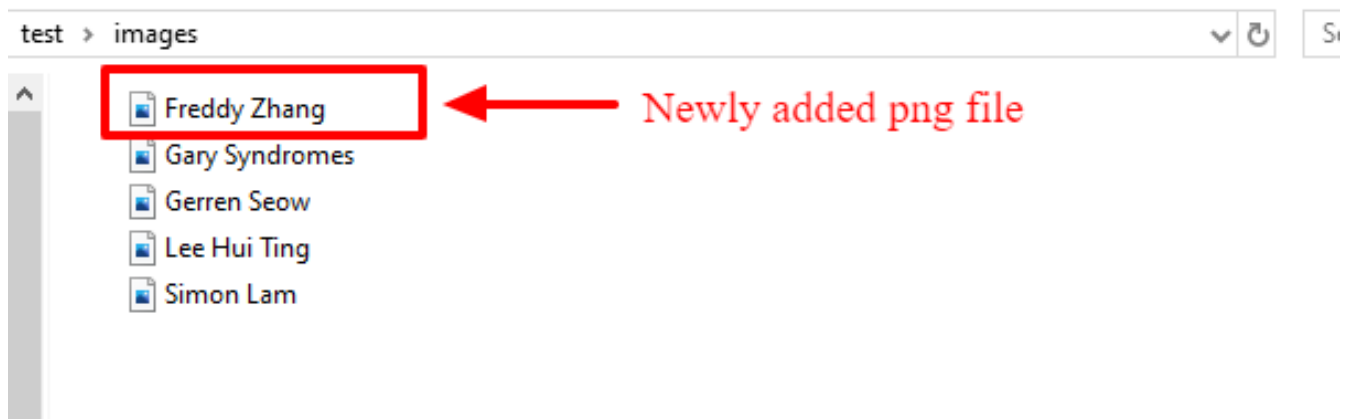 test > images
Freddy Zhang
Newly added png file
Gary Syndromes
Gerren Seow
Lee Hui Ting
Simon Lam